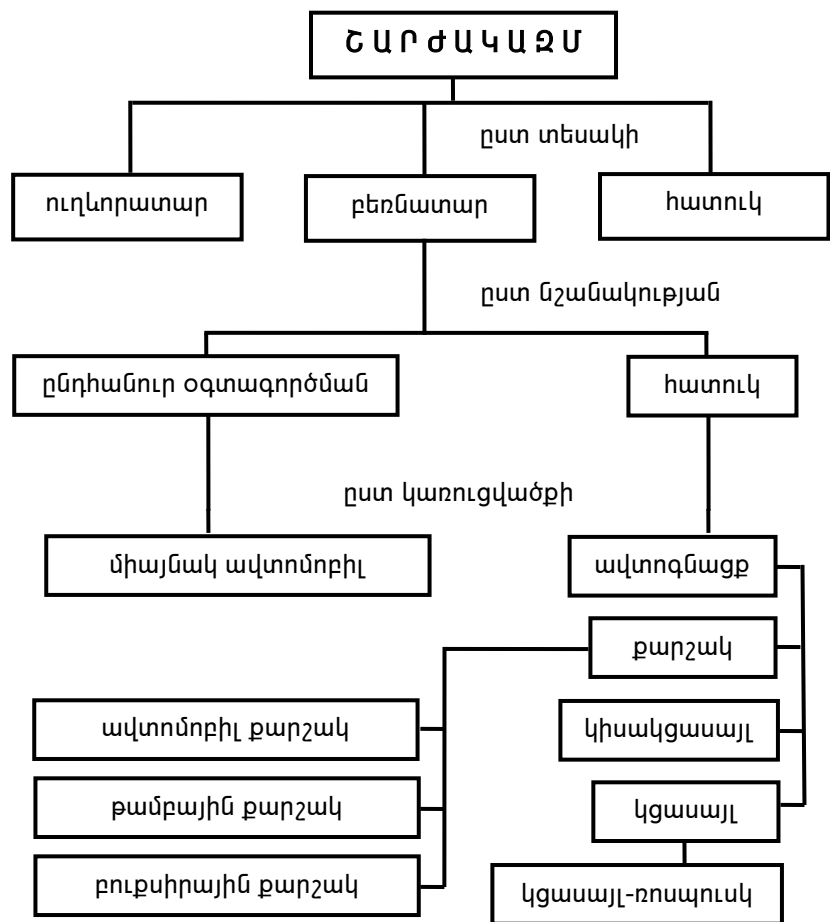 ՇԱՐԺԱԿԱԶՄ
ըստ տեսակի
ուղևորատար
բեռնատար
հատուկ
ըստ նշանակության
ընդհանուր օգտագործման
հատուկ
ըստ կառուցվածքի
միայնակ ավտոմոբիլ
ավտոգնացք
քարշակ
ավտոմոբիլ քարշակ
կիսակցասայլ
թամբային քարշակ
կցասայլ
բուքսիրային քարշակ
կցասայլ-ռոսպուսկ